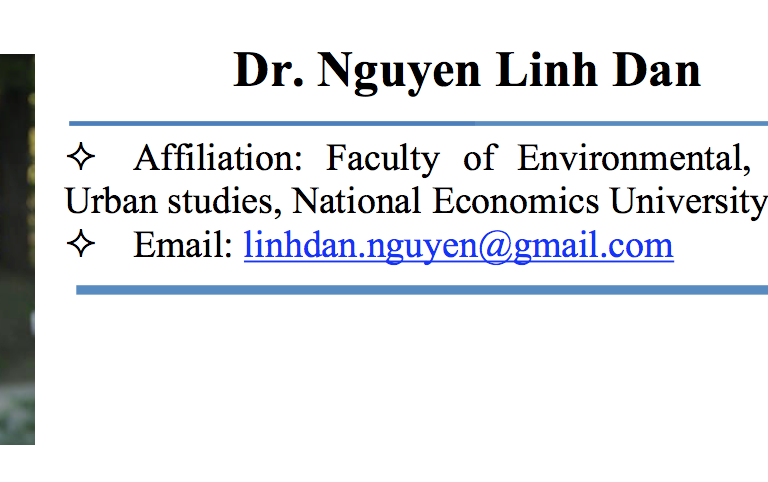 Dr. Nguyen Linh Dan
✧ Affiliation: Faculty of Environmental,
Urban studies, National Economics University
✧ Email: linhdan.nguyen@gmail.com